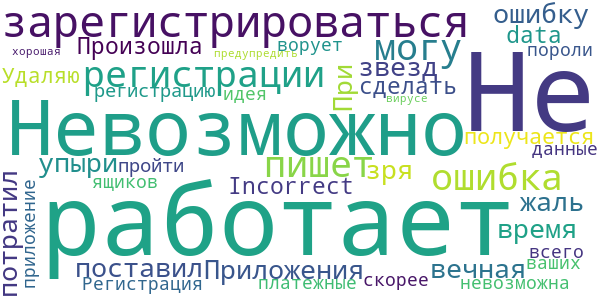 зарегистрироваться
ошибку
Произошла
ворует
могу
data
хорошая
предупредить
пороли
Удаляю
регистрации
При
звезд
Не
регистрацию
идея
сделать
вирусе
Невозможно
получается
упыри
пройти
пишет
зря
данные
ящиков
Incorrect
ошибка
потратил
приложение
работает
жаль
время
всего
поставил
Приложения
вечная
ваших
Регистрация
платёжные
скорее
невозможна